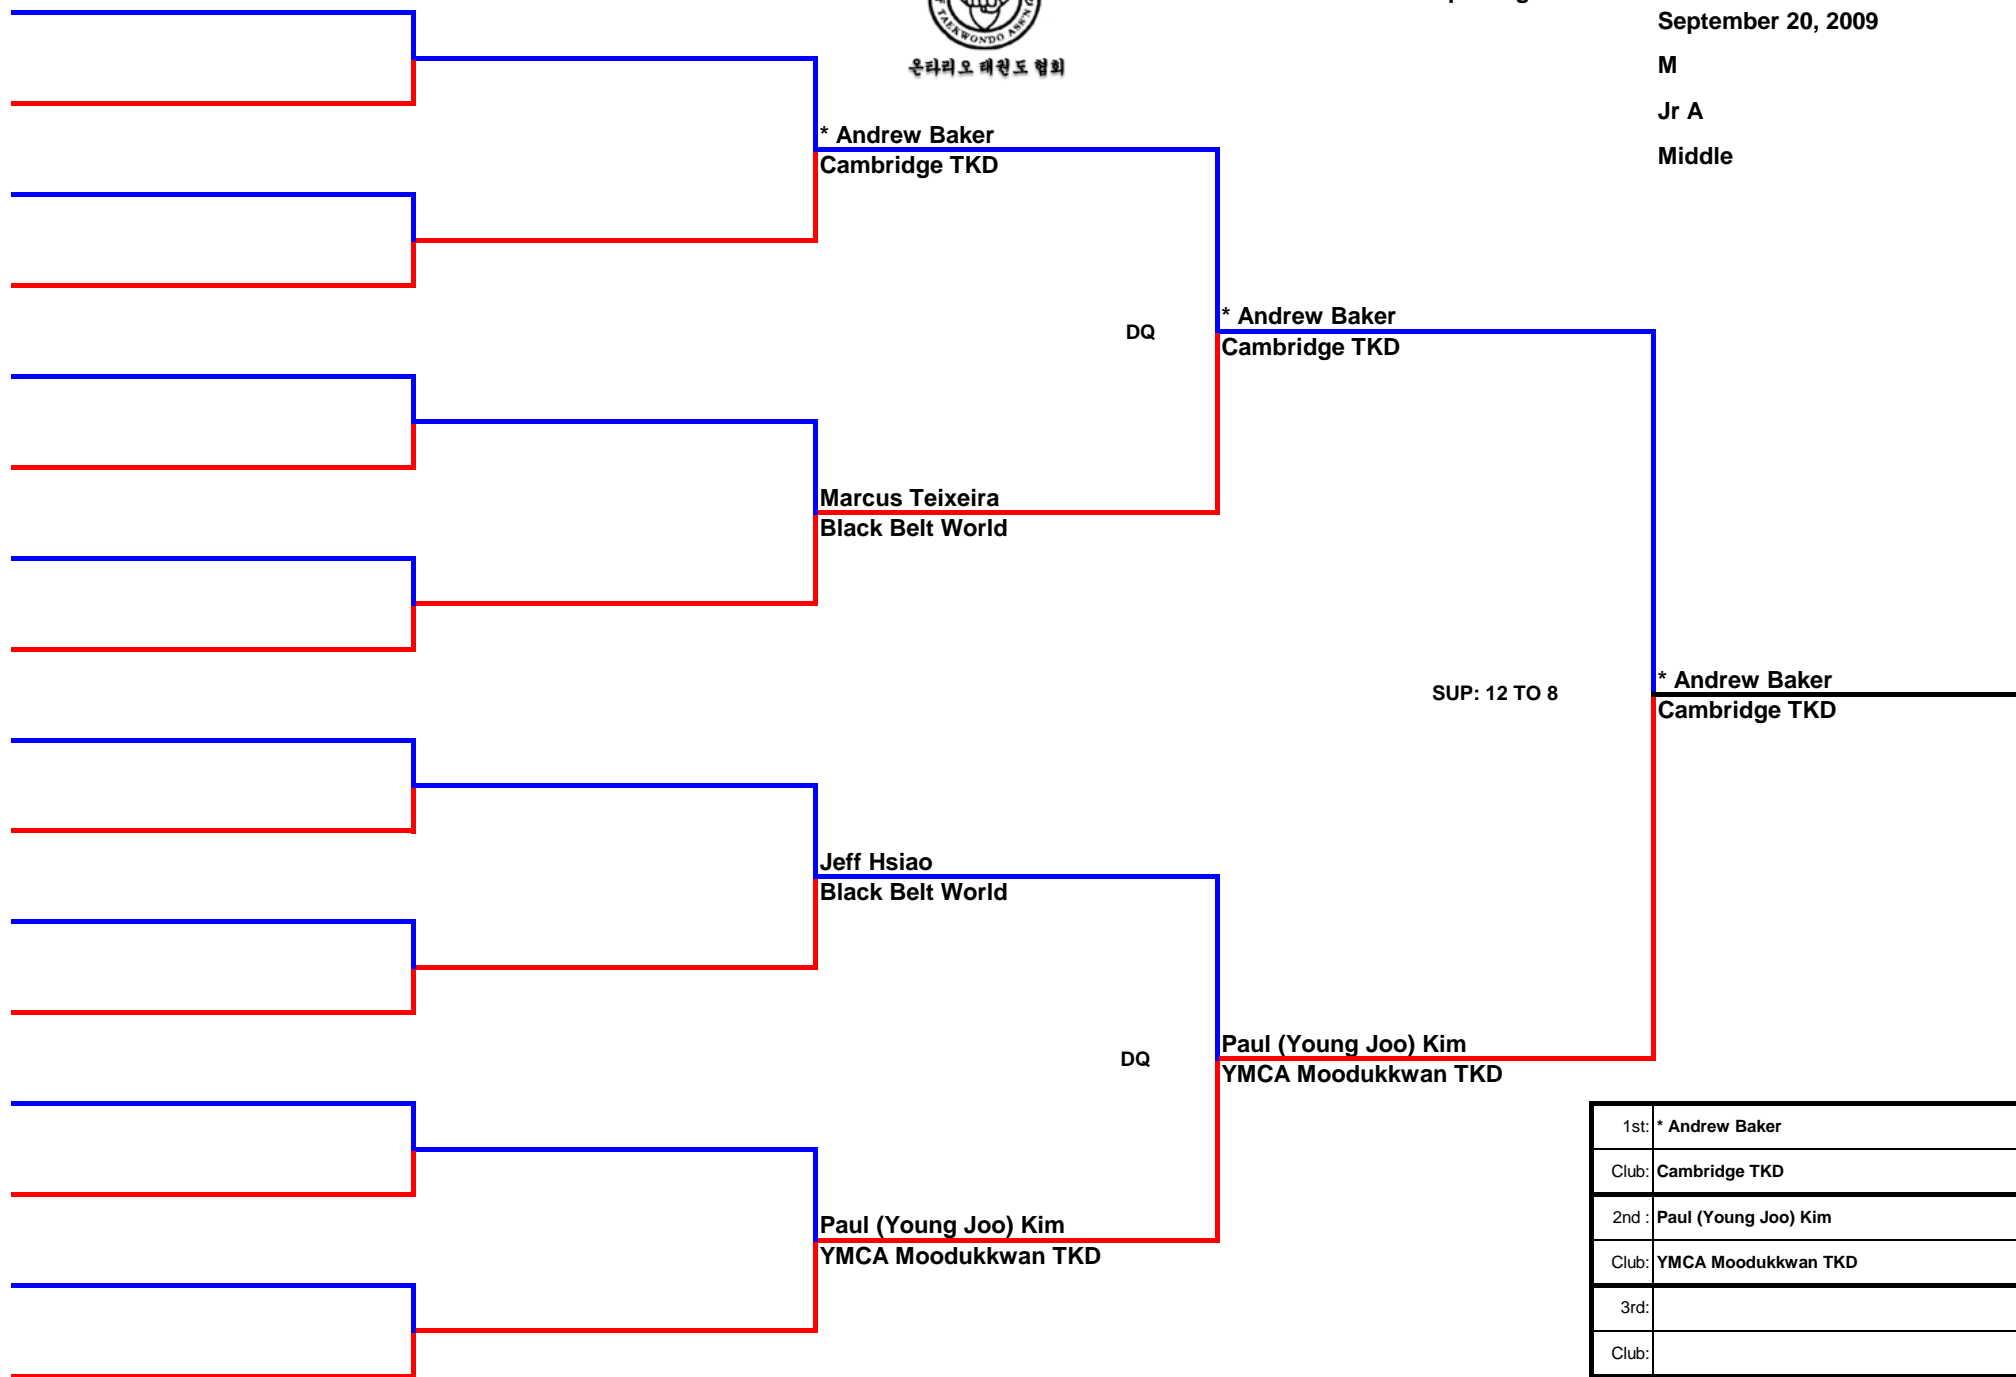 TAEKWONDO ASS'N
온타리오 태권도 협회
September 20, 2009
M
Jr A
Middle
* Andrew Baker
Cambridge TKD
DQ
* Andrew Baker
Cambridge TKD
Marcus Teixeira
Black Belt World
SUP: 12 TO 8
* Andrew Baker
Cambridge TKD
Jeff Hsiao
Black Belt World
DQ
Paul (Young Joo) Kim
YMCA Moodukkwan TKD
Paul (Young Joo) Kim
YMCA Moodukkwan TKD
1st: * Andrew Baker
Club: Cambridge TKD
2nd : Paul (Young Joo) Kim
Club: YMCA Moodukkwan TKD
3rd:
Club: